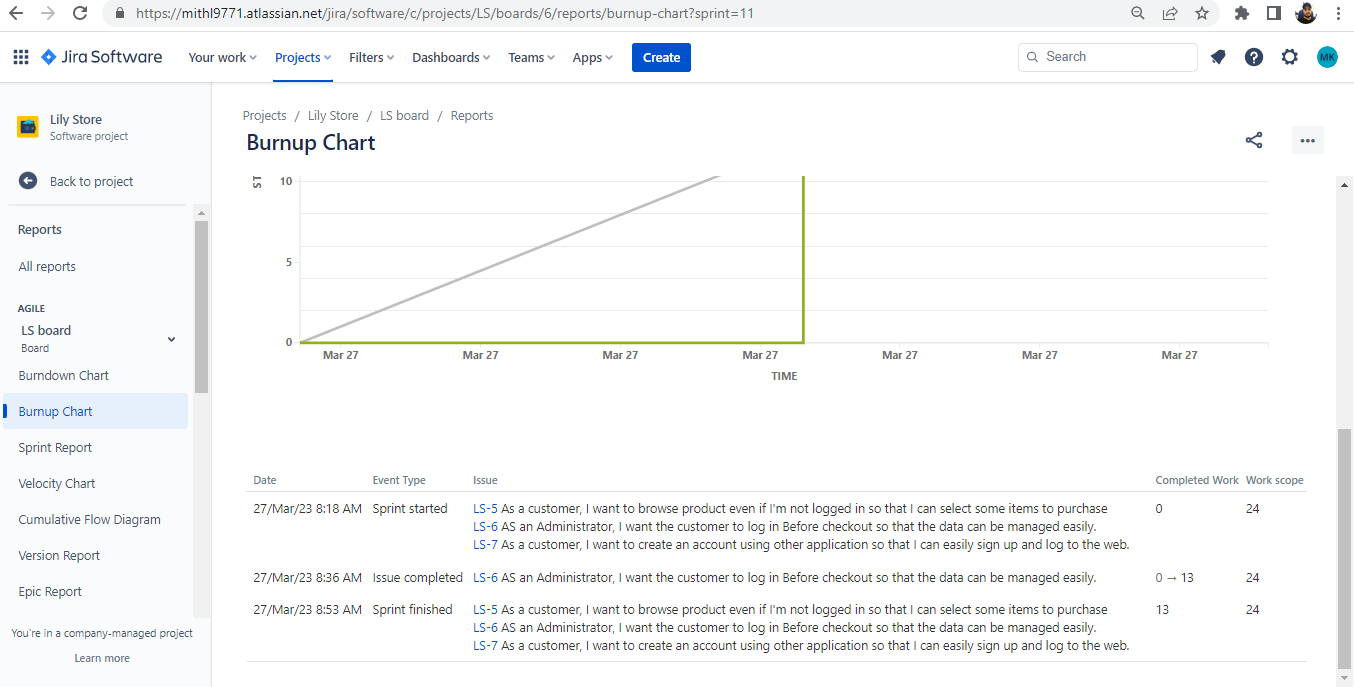 https://mithl9771.atlassian.net/jira/software/c/projects/LS/boards/6/reports/burnup-chart?sprint=11
Jira Software Your work Projects Filters Dashboards Teams Apps Create Search MK
Lily Store
Software project
Back to project
Reports
All reports
AGILE
LS board
Board
Burndown Chart
Burnup Chart
Sprint Report
Velocity Chart
Cumulative Flow Diagram
Version Report
Epic Report
You're in a company-managed project
Learn more
Projects / Lily Store / LS board / Reports
Burnup Chart
ST
10
5
0
Mar 27 Mar 27 Mar 27 Mar 27 Mar 27 Mar 27 Mar 27
TIME
Date Event Type Issue Completed Work Work scope
27/Mar/23 8:18 AM Sprint started LS-5 As a customer, I want to browse product even if I'm not logged in so that I can select some items to purchase 0 24
LS-6 AS an Administrator, I want the customer to log in Before checkout so that the data can be managed easily.
LS-7 As a customer, I want to create an account using other application so that I can easily sign up and log to the web.
27/Mar/23 8:36 AM Issue completed LS-6 AS an Administrator, I want the customer to log in Before checkout so that the data can be managed easily. 0 → 13 24
27/Mar/23 8:53 AM Sprint finished LS-5 As a customer, I want to browse product even if I'm not logged in so that I can select some items to purchase 13 24
LS-6 AS an Administrator, I want the customer to log in Before checkout so that the data can be managed easily.
LS-7 As a customer, I want to create an account using other application so that I can easily sign up and log to the web.